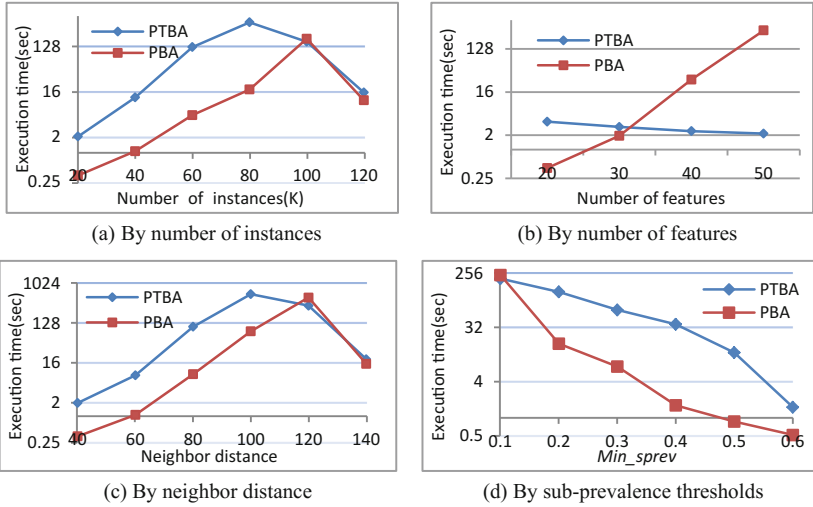 Execution time(sec)
128
16
2
0.25
PTBA
PBA
20 40 60 80 100 120
Number of instances(K)
(a) By number of instances
Execution time(sec)
128
16
2
0.25
PTBA
PBA
20 30 40 50
Number of features
(b) By number of features
Execution time(sec)
1024
128
16
2
0.25
PTBA
PBA
40 60 80 100 120 140
Neighbor distance
(c) By neighbor distance
Execution time(sec)
256
32
4
0.5
PTBA
PBA
0.1 0.2 0.3 0.4 0.5 0.6
Min_sprev
(d) By sub-prevalence thresholds